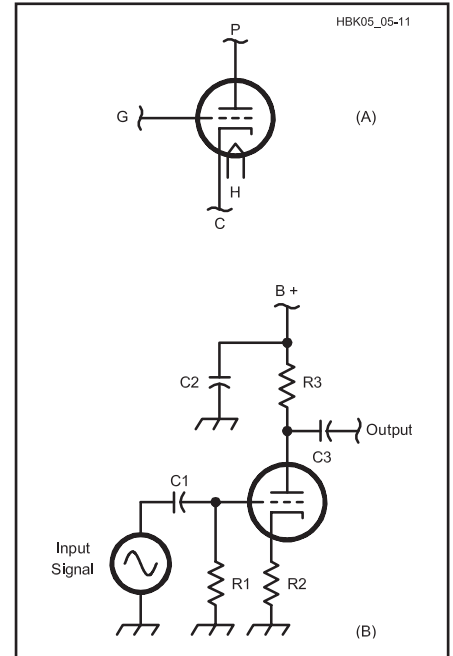 HBK05_05-11
P
G
(A)
H
C
B +
C2
R3
Output
C3
C1
Input
Signal
R1
R2
(B)